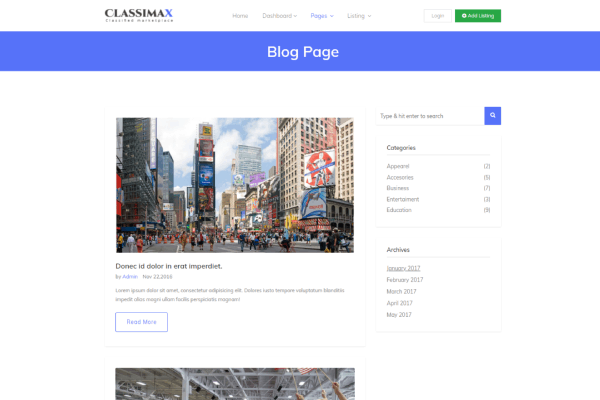 CLASSIMAX
Classified Marketplace
Home
Dashboard
Pages
Listing
Login
Add Listing
Blog Page
Type & hit enter to search
Categories
Appearel (2)
Accesories (5)
Business (7)
Entertaiment (3)
Education (9)
Archives
January 2017
February 2017
March 2017
April 2017
May 2017
Donec id dolor in erat imperdiet.
by Admin Nov 22,2016
Lorem ipsum dolor sit amet, consectetur adipisicing elit. Dolores iusto tempore voluptatum blanditiis
impedit alias magni ullam facilis perspiciatis magnam!
Read More